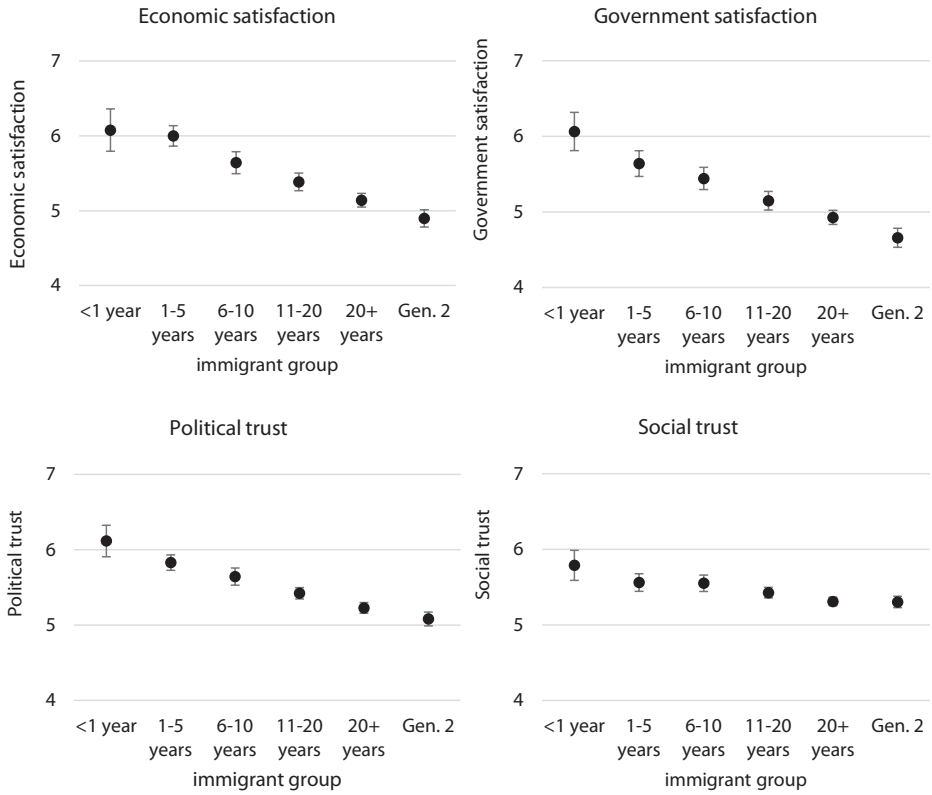 Economic satisfaction
Economic satisfaction
7
6
5
4
<1 year 1-5 6-10 11-20 20+ Gen. 2
years years years years
immigrant group
Government satisfaction
Government satisfaction
7
6
5
4
<1 year 1-5 6-10 11-20 20+ Gen. 2
years years years years
immigrant group
Political trust
Political trust
7
6
5
4
<1 year 1-5 6-10 11-20 20+ Gen. 2
years years years years
immigrant group
Social trust
Social trust
7
6
5
4
<1 year 1-5 6-10 11-20 20+ Gen. 2
years years years years
immigrant group